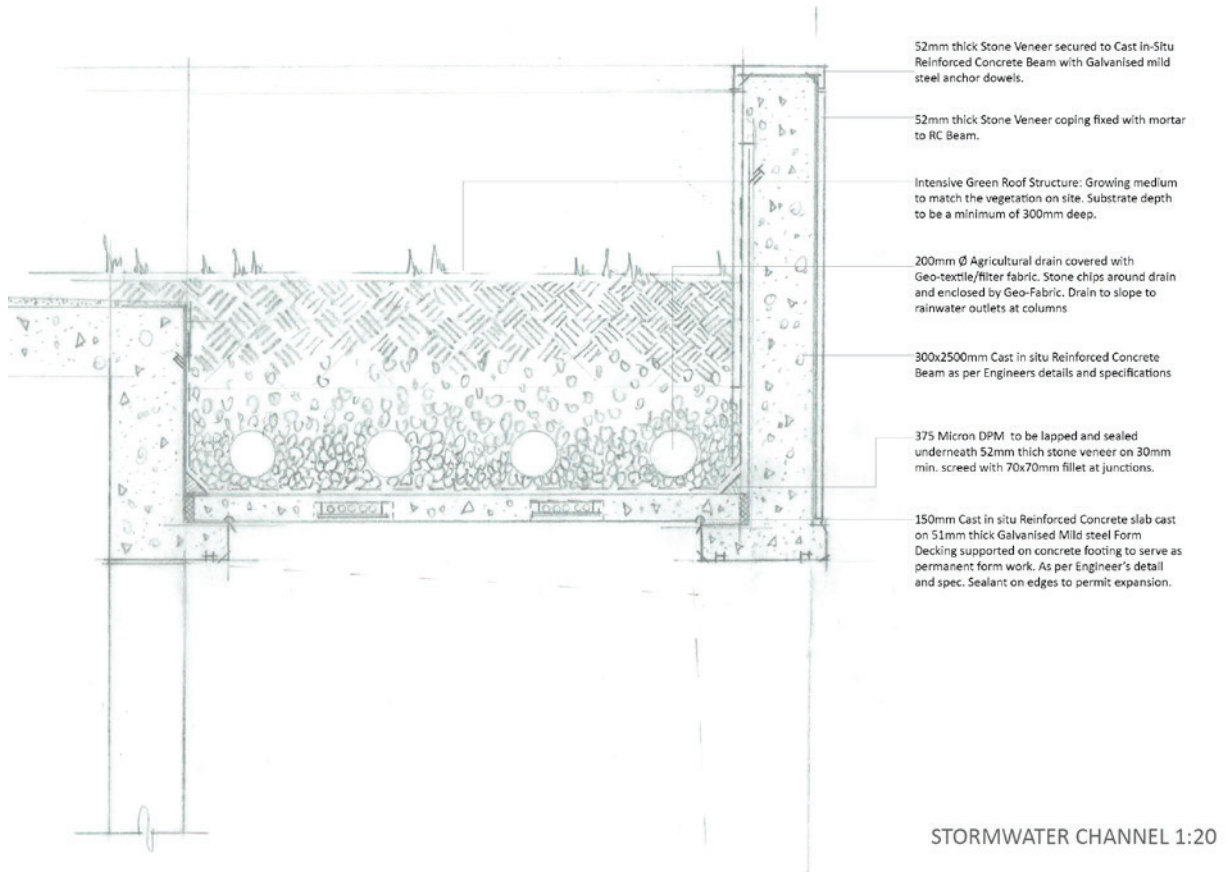 52mm thick Stone Veneer secured to Cast in-Situ
Reinforced Concrete Beam with Galvanised mild
steel anchor dowels.
52mm thick Stone Veneer coping fixed with mortar
to RC Beam.
Intensive Green Roof Structure: Growing medium
to match the vegetation on site. Substrate depth
to be a minimum of 300mm deep.
200mm Ø Agricultural drain covered with
Geo-textile/filter fabric. Stone chips around drain
and enclosed by Geo-Fabric. Drain to slope to
rainwater outlets at columns
300x2500mm Cast in situ Reinforced Concrete
Beam as per Engineers details and specifications
375 Micron DPM to be lapped and sealed
underneath 52mm thich stone veneer on 30mm
min. screed with 70x70mm fillet at junctions.
150mm Cast in situ Reinforced Concrete slab cast
on 51mm thick Galvanised Mild steel Form
Decking supported on concrete footing to serve as
permanent form work. As per Engineer's detail
and spec. Sealant on edges to permit expansion.
STORMWATER CHANNEL 1:20